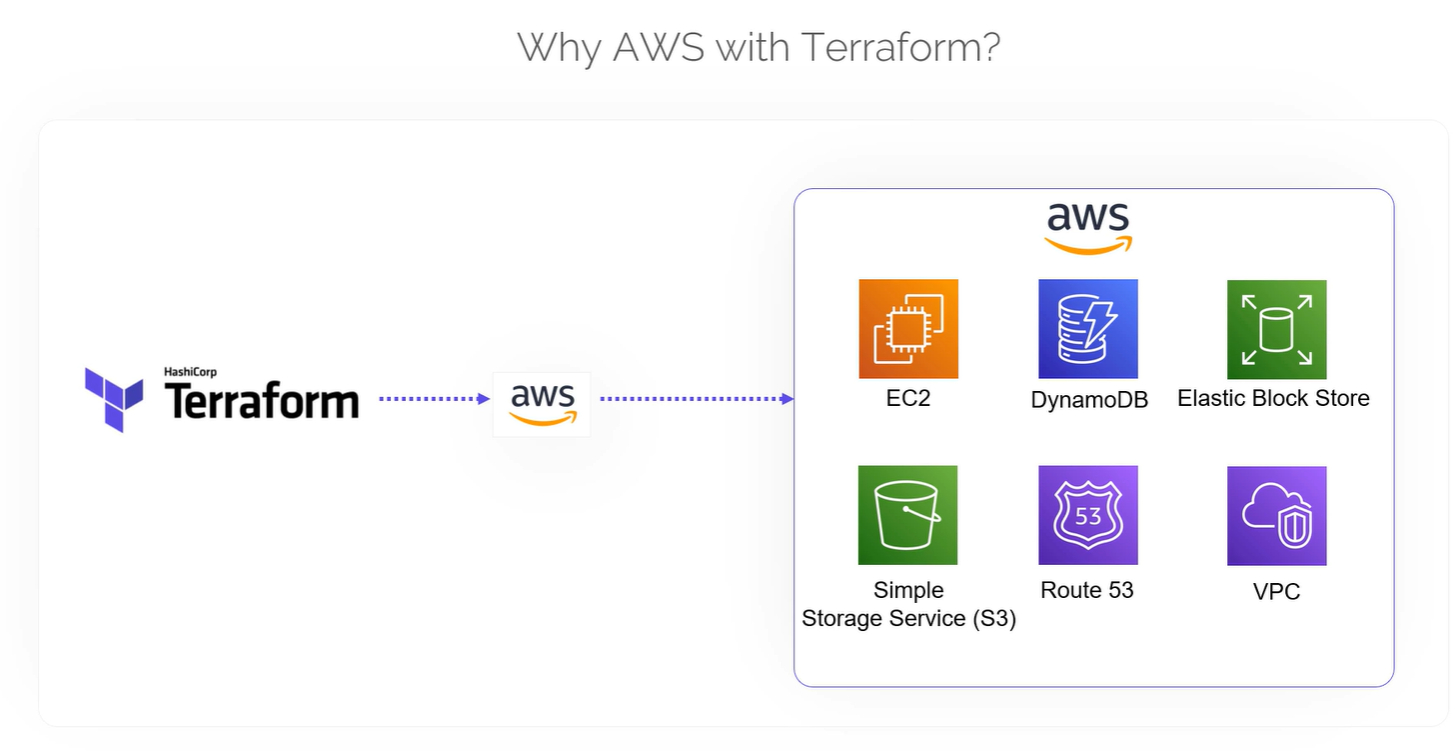 Why AWS with Terraform?
aws
EC2
DynamoDB
Elastic Block Store
HashiCorp
Terraform
aws
53
Simple
Storage Service (S3)
Route 53
VPC